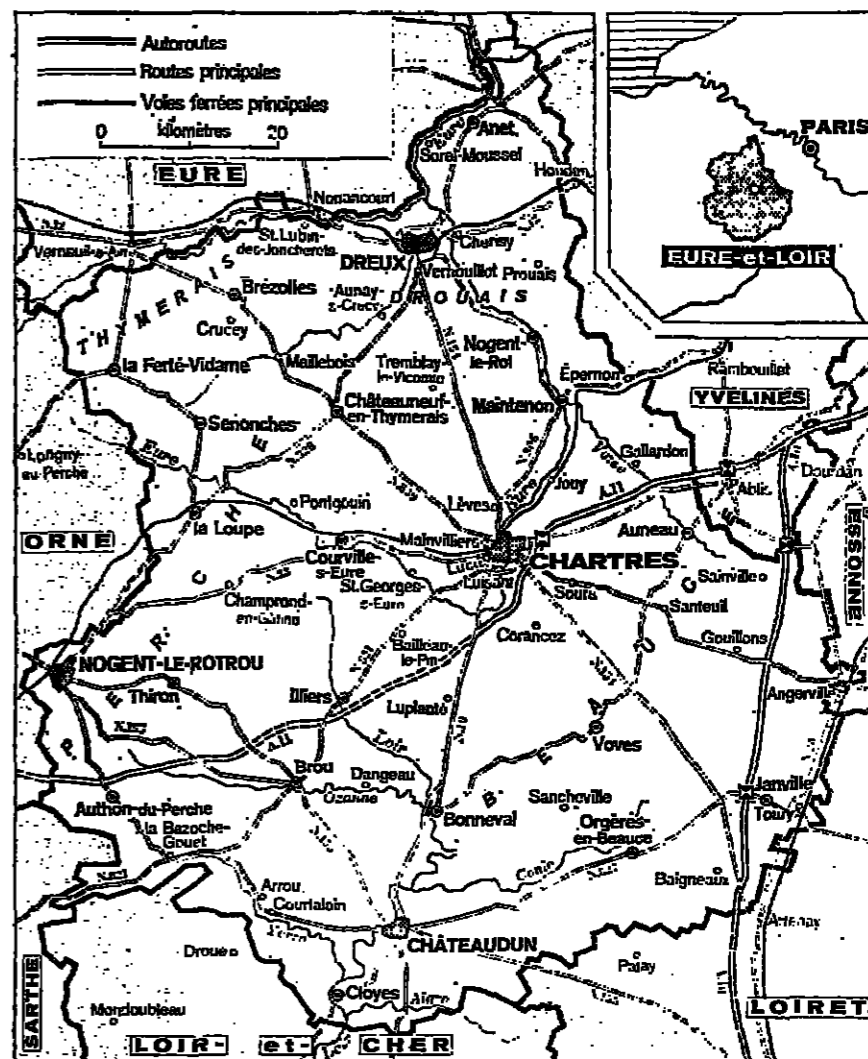 Autoroutes
Routes principales
Voies ferrées principales
0 kilomètres 20
PARIS
EURE-et-LOIR
EURE
Anet
Sorel-Moussel
Houdan
Nonancourt
St.Lubin-
des-Joncherets
Cherisy
DREUX
Vernouillet
Prouais
DROUAIS
THYMERAIS
Brézolles
Aunay-
s-Crécy
Crucey
Nogent-
le-Roi
Maillebois
Tremblay-
le-Vicomte
la Ferté-Vidame
Épernon
Rambouillet
YVELINES
Châteauneuf-
en-Thymerais
Maintenon
Senonches
Eure
Longny-
au-Perche
Gallardon
Jouy
A.11
Ablis
Dourdan
Pontgouin
Lèves
la Loupe
Mainvilliers
Auneau
ORNE
ESSONNE
Courville-
s-Eure
CHARTRES
Lucé
Luisant
Sainville
St.Georges-
s-Eure
Champrond-
en-Gâtine
Sours
Santeuil
Corancez
Gouillons
Bailleau-
le-Pin
NOGENT-LE-ROTROU
Thiron
Illiers
Luplanté
Angerville
PERCHE
BEAUCE
A.11
Loir
Voves
Brou
Dangeau
Ozanne
Janville
Toury
Authon-du-Perche
Bonneval
Sancheville
la Bazoche-
Gouet
Orgères-
en-Beauce
Conie
Baigneaux
Arrou
Courtalain
Artenay
CHÂTEAUDUN
Droué
Patay
Cloyes
Mondoubleau
SARTHE
LOIR-et-CHER
LOIRET